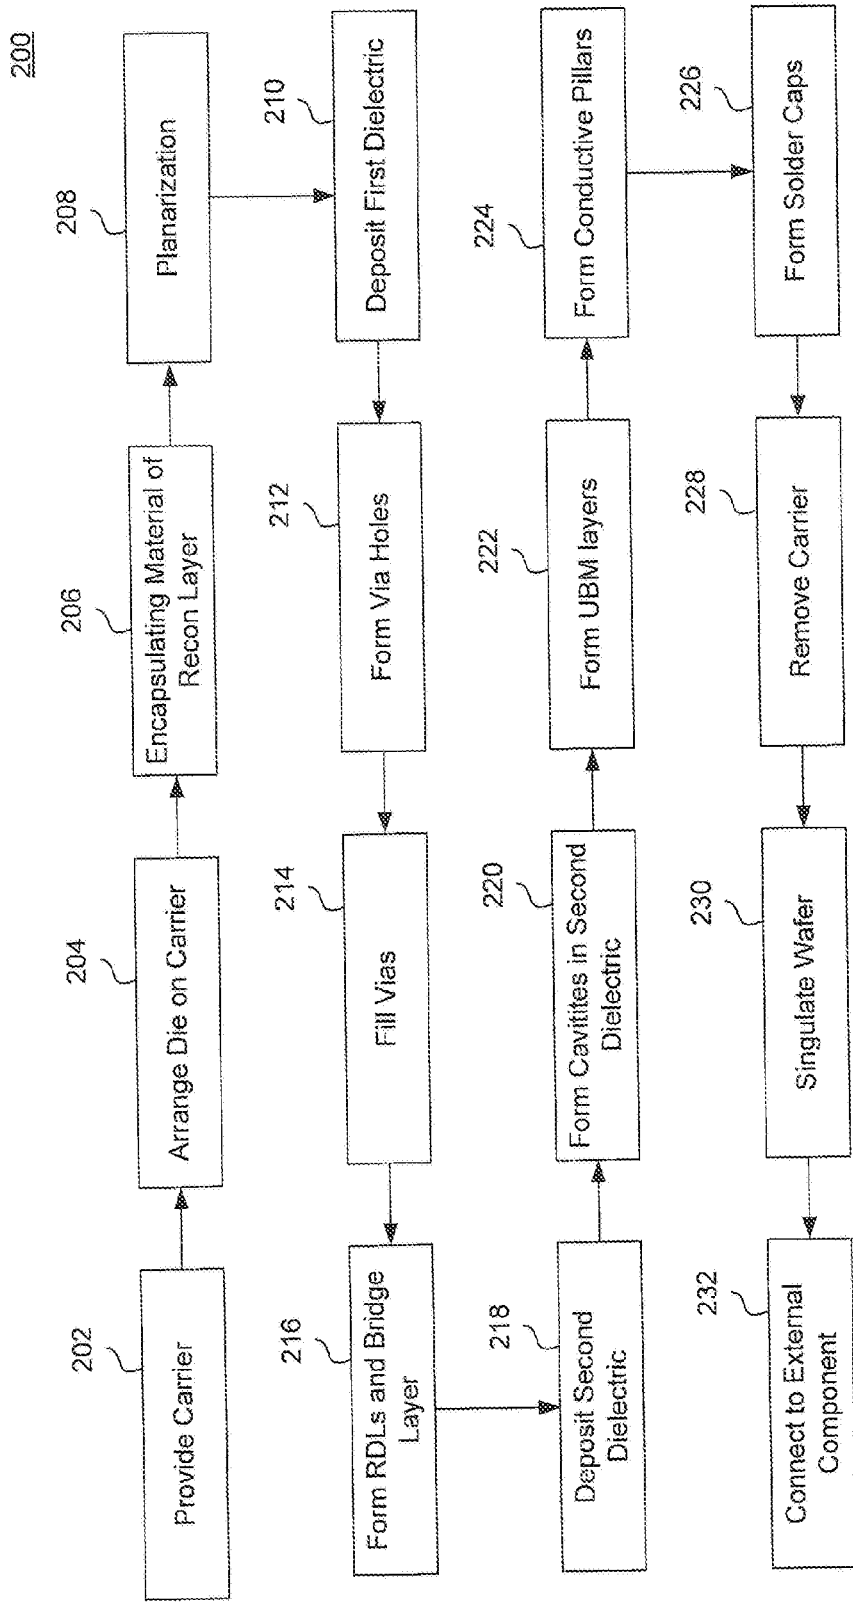 200
202
Provide Carrier
204
Arrange Die on Carrier
206
Encapsulating Material of
Recon Layer
208
Planarization
210
Deposit First Dielectric
212
Form Via Holes
214
Fill Vias
216
Form RDLs and Bridge
Layer
218
Deposit Second
Dielectric
220
Form Cavitites in Second
Dielectric
222
Form UBM layers
224
Form Conductive Pillars
226
Form Solder Caps
228
Remove Carrier
230
Singulate Wafer
232
Connect to External
Component